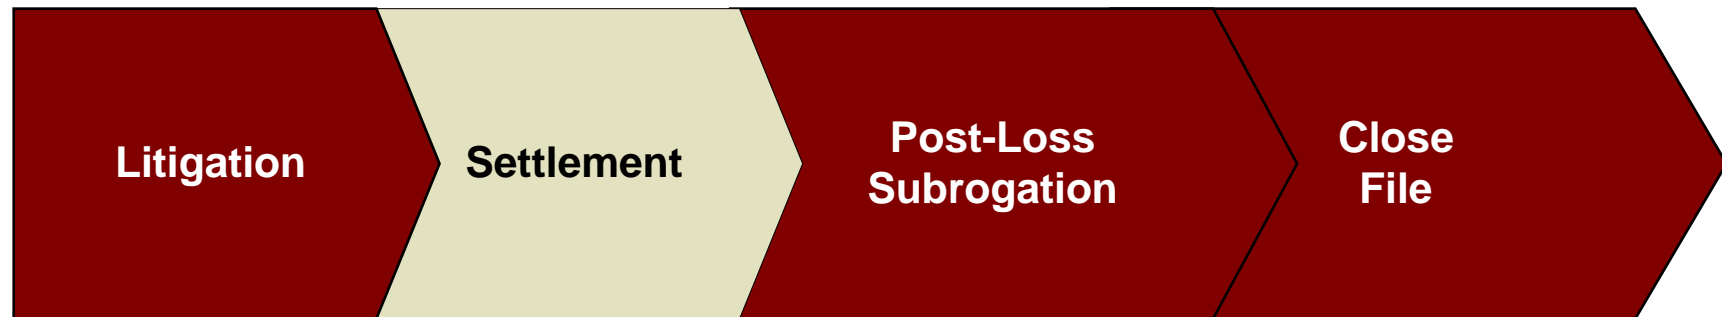 Litigation
Settlement
Post-Loss
Subrogation
Close
File